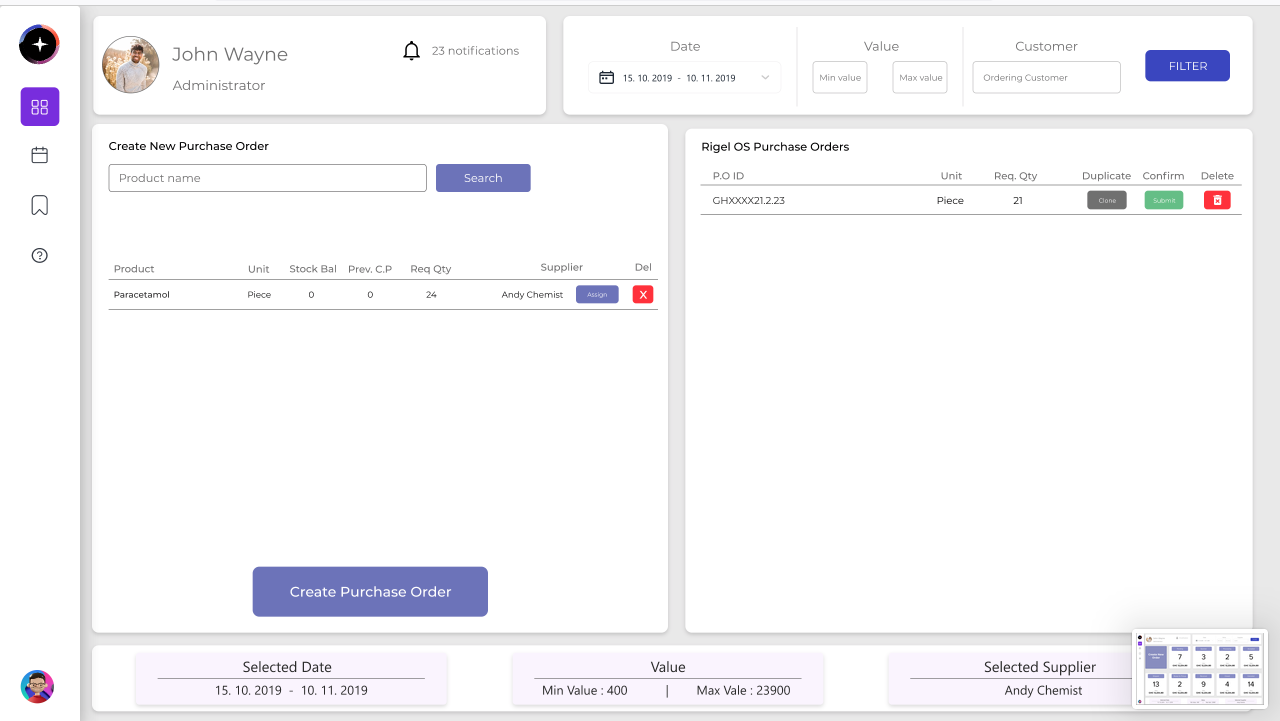 John Wayne
Administrator
23 notifications
Date
15. 10. 2019 - 10. 11. 2019
Value
Min value
Max value
Customer
Ordering Customer
FILTER
Create New Purchase Order
Product name
Search
Product Unit Stock Bal Prev. C.P Req Qty Supplier Del
Paracetamol Piece 0 0 24 Andy Chemist Assign X
Create Purchase Order
Rigel OS Purchase Orders
P.O ID Unit Req. Qty Duplicate Confirm Delete
GHXXXX21.2.23 Piece 21 Clone Submit
Selected Date
15. 10. 2019 - 10. 11. 2019
Value
Min Value : 400 | Max Vale : 23900
Selected Supplier
Andy Chemist
7 3 2 5
13 2 9 4 14